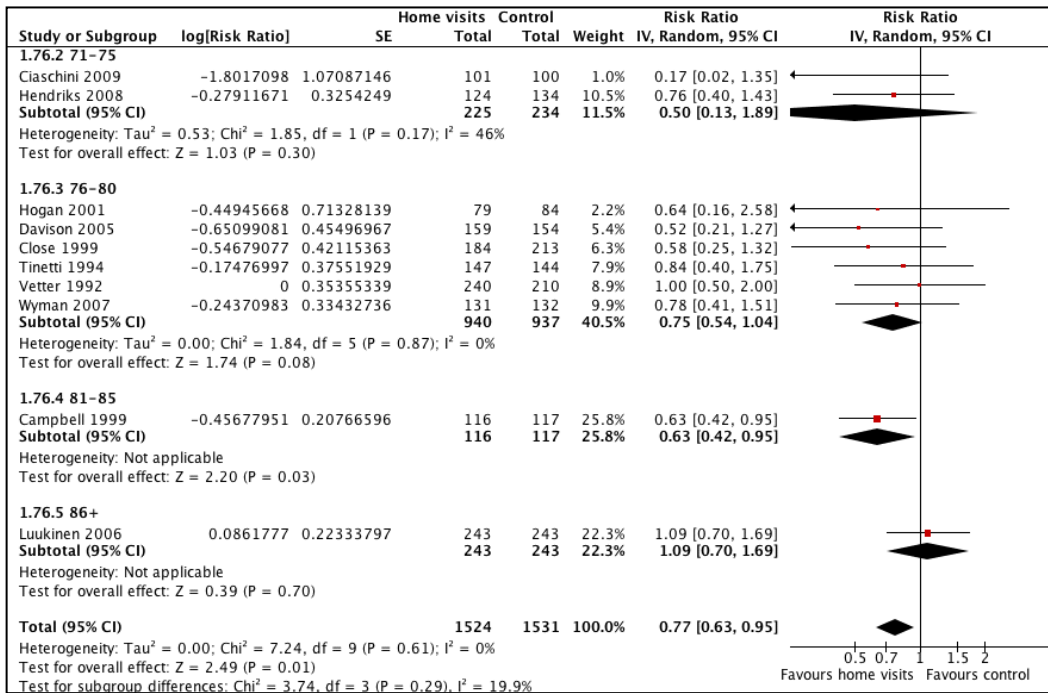 Home visits Control Risk Ratio Risk Ratio
Study or Subgroup log[Risk Ratio] SE Total Total Weight IV, Random, 95% CI IV, Random, 95% CI
1.76.2 71-75
Ciaschini 2009 -1.8017098 1.07087146 101 100 1.0% 0.17 [0.02, 1.35]
Hendriks 2008 -0.27911671 0.3254249 124 134 10.5% 0.76 [0.40, 1.43]
Subtotal (95% CI) 225 234 11.5% 0.50 [0.13, 1.89]
Heterogeneity: Tau² = 0.53; Chi² = 1.85, df = 1 (P = 0.17); I² = 46%
Test for overall effect: Z = 1.03 (P = 0.30)
1.76.3 76-80
Hogan 2001 -0.44945668 0.71328139 79 84 2.2% 0.64 [0.16, 2.58]
Davison 2005 -0.65099081 0.45496967 159 154 5.4% 0.52 [0.21, 1.27]
Close 1999 -0.54679077 0.42115363 184 213 6.3% 0.58 [0.25, 1.32]
Tinetti 1994 -0.17476997 0.37551929 147 144 7.9% 0.84 [0.40, 1.75]
Vetter 1992 0 0.35355339 240 210 8.9% 1.00 [0.50, 2.00]
Wyman 2007 -0.24370983 0.33432736 131 132 9.9% 0.78 [0.41, 1.51]
Subtotal (95% CI) 940 937 40.5% 0.75 [0.54, 1.04]
Heterogeneity: Tau² = 0.00; Chi² = 1.84, df = 5 (P = 0.87); I² = 0%
Test for overall effect: Z = 1.74 (P = 0.08)
1.76.4 81-85
Campbell 1999 -0.45677951 0.20766596 116 117 25.8% 0.63 [0.42, 0.95]
Subtotal (95% CI) 116 117 25.8% 0.63 [0.42, 0.95]
Heterogeneity: Not applicable
Test for overall effect: Z = 2.20 (P = 0.03)
1.76.5 86+
Luukinen 2006 0.0861777 0.22333797 243 243 22.3% 1.09 [0.70, 1.69]
Subtotal (95% CI) 243 243 22.3% 1.09 [0.70, 1.69]
Heterogeneity: Not applicable
Test for overall effect: Z = 0.39 (P = 0.70)
Total (95% CI) 1524 1531 100.0% 0.77 [0.63, 0.95]
Heterogeneity: Tau² = 0.00; Chi² = 7.24, df = 9 (P = 0.61); I² = 0%
Test for overall effect: Z = 2.49 (P = 0.01)
Test for subgroup differences: Chi² = 3.74, df = 3 (P = 0.29), I² = 19.9%
0.5 0.7 1 1.5 2
Favours home visits Favours control